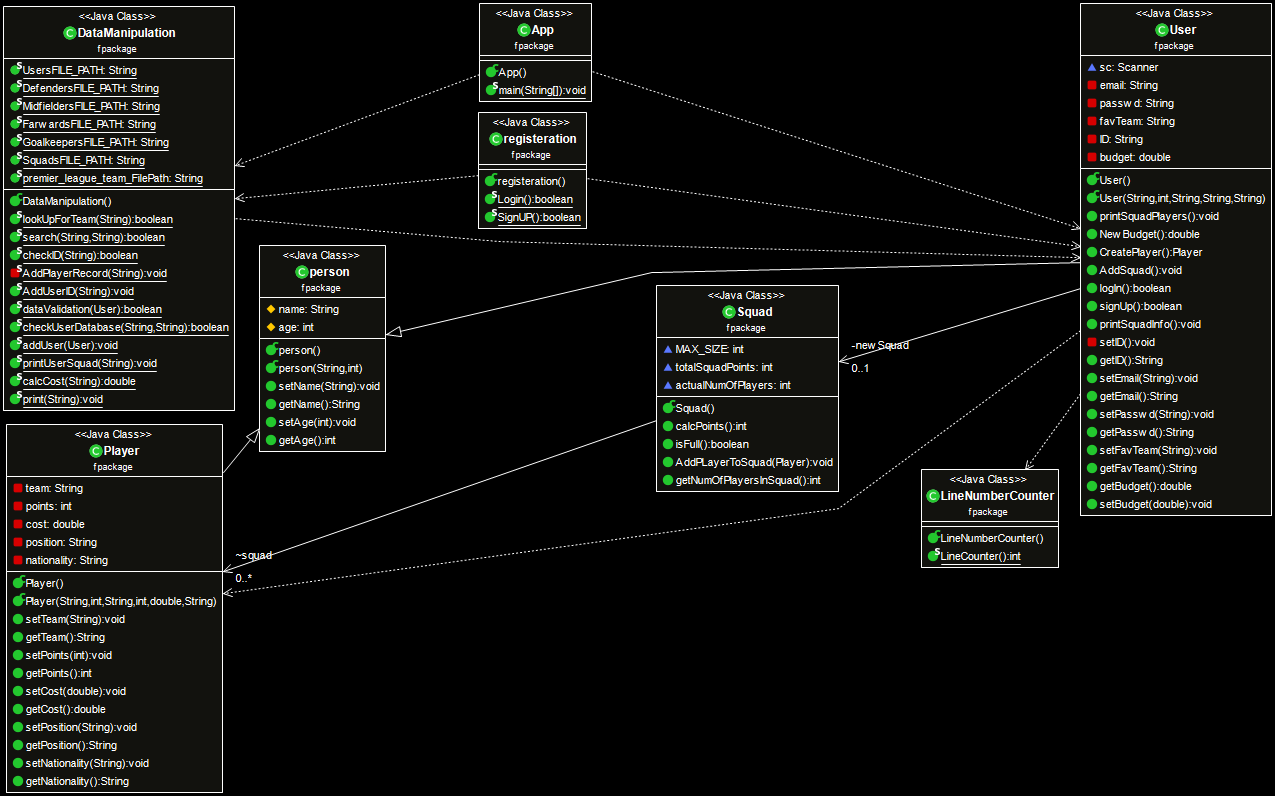 <<Java Class>>
DataManipulation
fpackage
UsersFILE_PATH: String
DefendersFILE_PATH: String
MidfieldersFILE_PATH: String
FarwardsFILE_PATH: String
GoalkeepersFILE_PATH: String
SquadsFILE_PATH: String
premier_league_team_FilePath: String
DataManipulation()
lookUpForTeam(String):boolean
search(String,String):boolean
checkID(String):boolean
AddPlayerRecord(String):void
AddUserID(String):void
dataValidation(User):boolean
checkUserDatabase(String,String):boolean
addUser(User):void
printUserSquad(String):void
calcCost(String):double
print(String):void
<<Java Class>>
App
fpackage
App()
main(String[]):void
<<Java Class>>
registeration
fpackage
registeration()
Login():boolean
SignUP():boolean
<<Java Class>>
User
fpackage
sc: Scanner
email: String
passwd: String
favTeam: String
ID: String
budget: double
User()
User(String,int,String,String,String)
printSquadPlayers():void
NewBudget():double
CreatePlayer():Player
AddSquad():void
logIn():boolean
signUp():boolean
printSquadInfo():void
setID():void
getID():String
setEmail(String):void
getEmail():String
setPasswd(String):void
getPasswd():String
setFavTeam(String):void
getFavTeam():String
getBudget():double
setBudget(double):void
<<Java Class>>
person
fpackage
name: String
age: int
person()
person(String,int)
setName(String):void
getName():String
setAge(int):void
getAge():int
<<Java Class>>
Squad
fpackage
MAX_SIZE: int
totalSquadPoints: int
actualNumOfPlayers: int
Squad()
calcPoints():int
isFull():boolean
AddPLayerToSquad(Player):void
getNumOfPlayersInSquad():int
-newSquad
0..1
<<Java Class>>
Player
fpackage
team: String
points: int
cost: double
position: String
nationality: String
Player()
Player(String,int,String,int,double,String)
setTeam(String):void
getTeam():String
setPoints(int):void
getPoints():int
setCost(double):void
getCost():double
setPosition(String):void
getPosition():String
setNationality(String):void
getNationality():String
~squad
0..*
<<Java Class>>
LineNumberCounter
fpackage
LineNumberCounter()
LineCounter():int